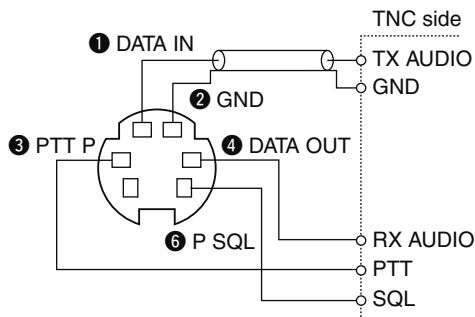 TNC side
❶ DATA IN
TX AUDIO
❷ GND
GND
❸ PTT P
❹ DATA OUT
❻ P SQL
RX AUDIO
PTT
SQL